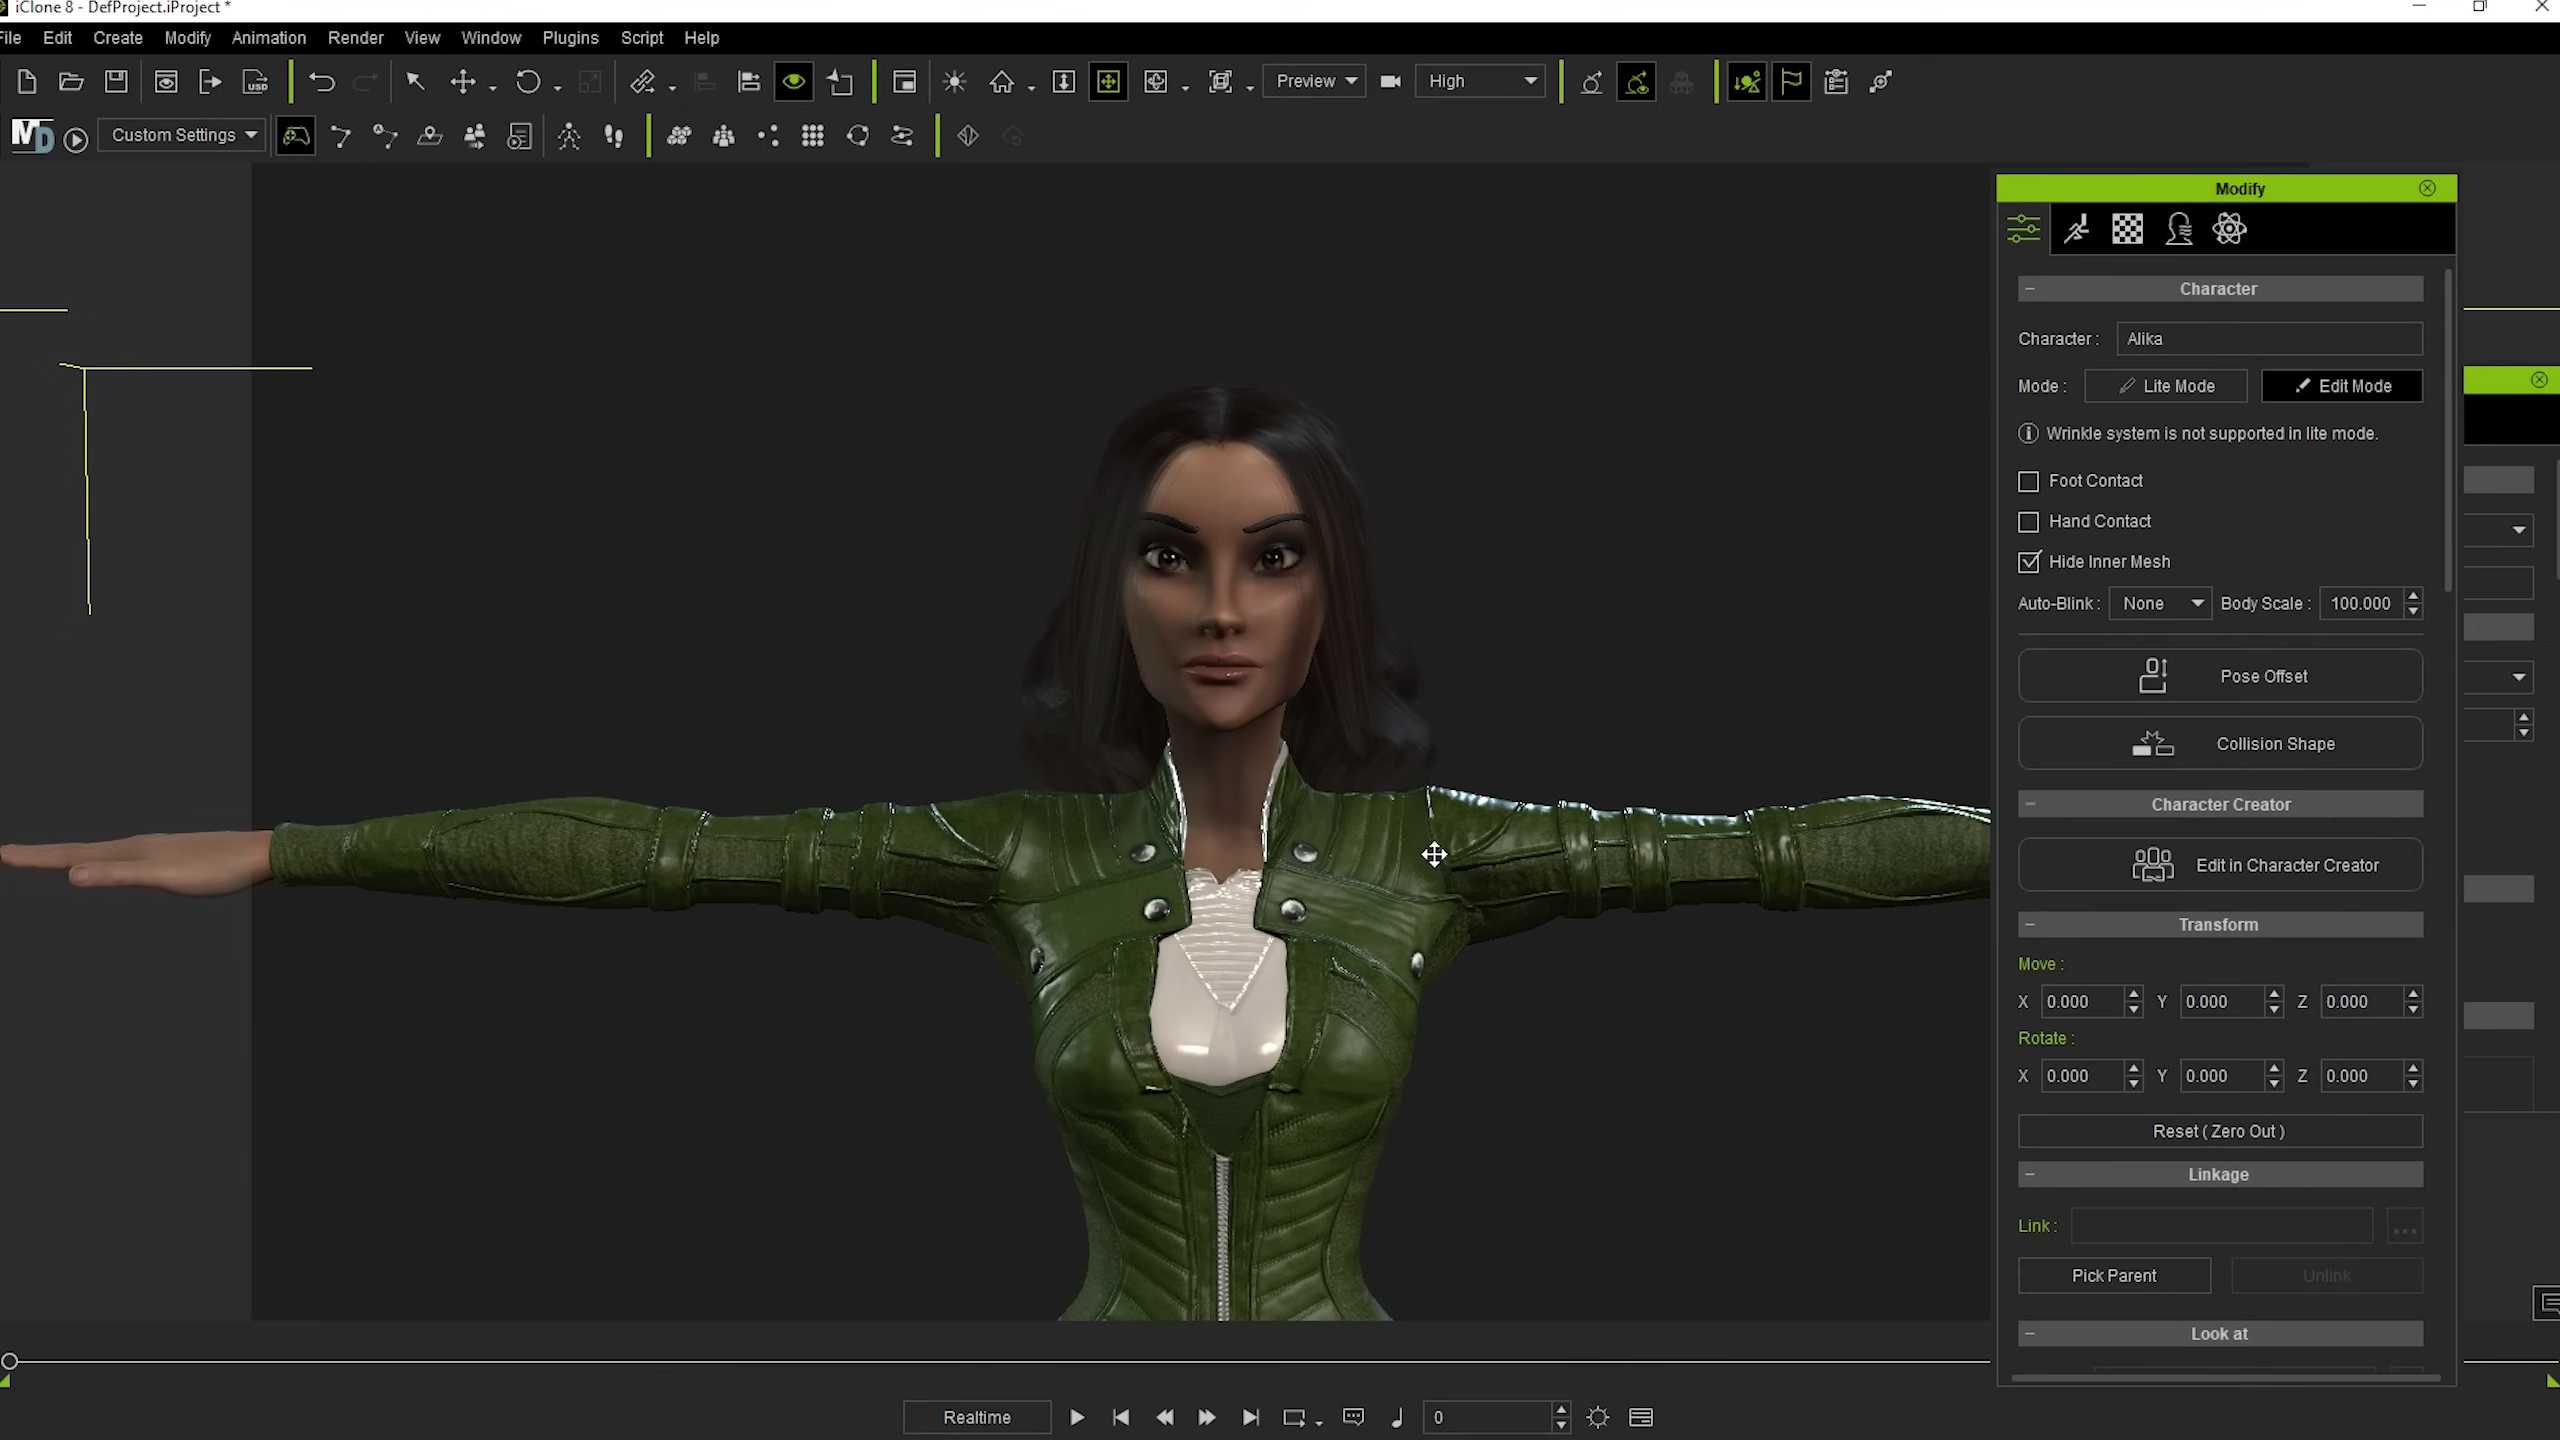 iClone 8 - DefProject.iProject *
File Edit Create Modify Animation Render View Window Plugins Script Help
USD Preview High
MD Custom Settings
Modify
Character
Character : Alika
Mode : Lite Mode Edit Mode
Wrinkle system is not supported in lite mode.
Foot Contact
Hand Contact
Hide Inner Mesh
Auto-Blink : None Body Scale : 100.000
Pose Offset
Collision Shape
Character Creator
Edit in Character Creator
Transform
Move :
X 0.000 Y 0.000 Z 0.000
Rotate :
X 0.000 Y 0.000 Z 0.000
Reset ( Zero Out )
Linkage
Link : ...
Pick Parent Unlink
Look at
Realtime 0